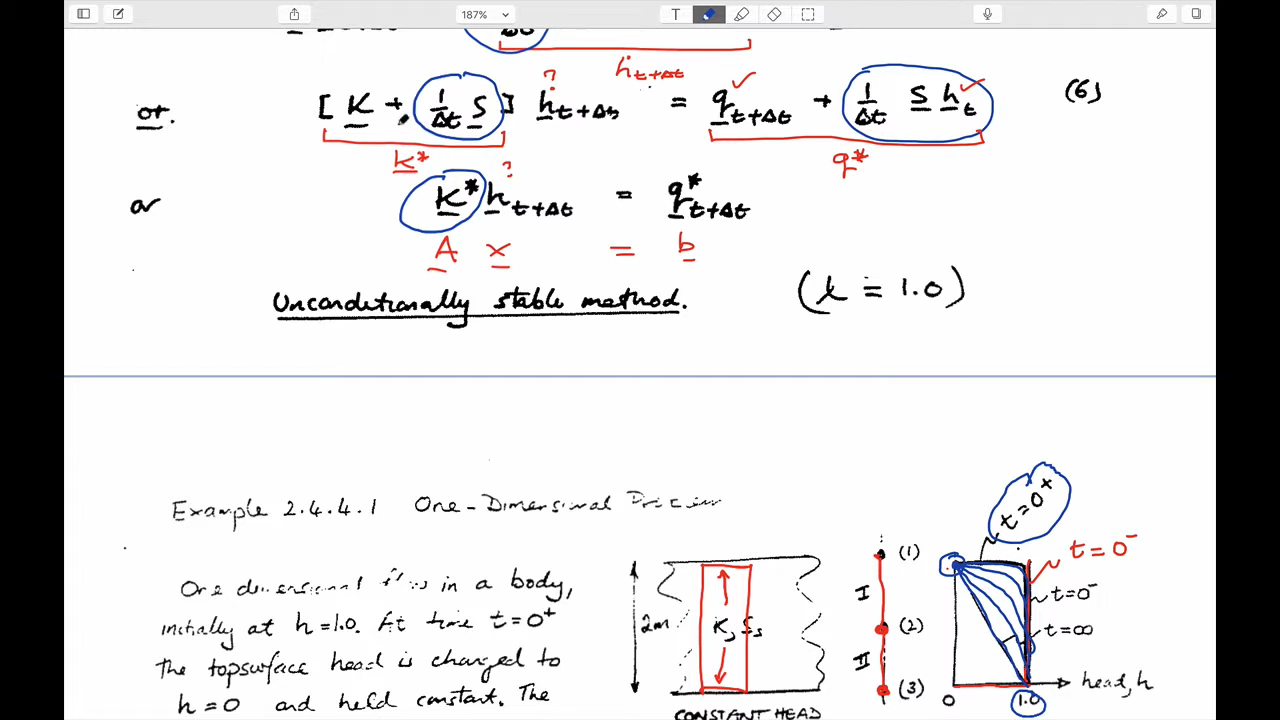 187%
T
Δt
ḣ t+Δt
or. [ K + 1/Δt S ] h t+Δt = q t+Δt + 1/Δt S h t (6)
? ✓ ✓
K* q*
or K* h t+Δt = q* t+Δt
?
A x = b
Unconditionally stable method. (l = 1.0)
Example 2.4.4.1 One-Dimensional
One in a body,
initially at h = 1.0. At time t = 0⁺
The top surface head is changed to
h = 0 and held constant. The
2m
K, Ss
CONSTANT HEAD
(1)
I
(2)
II
(3)
t = 0⁺
t = 0⁻
t = 0⁻
t = ∞
0
1.0
head, h